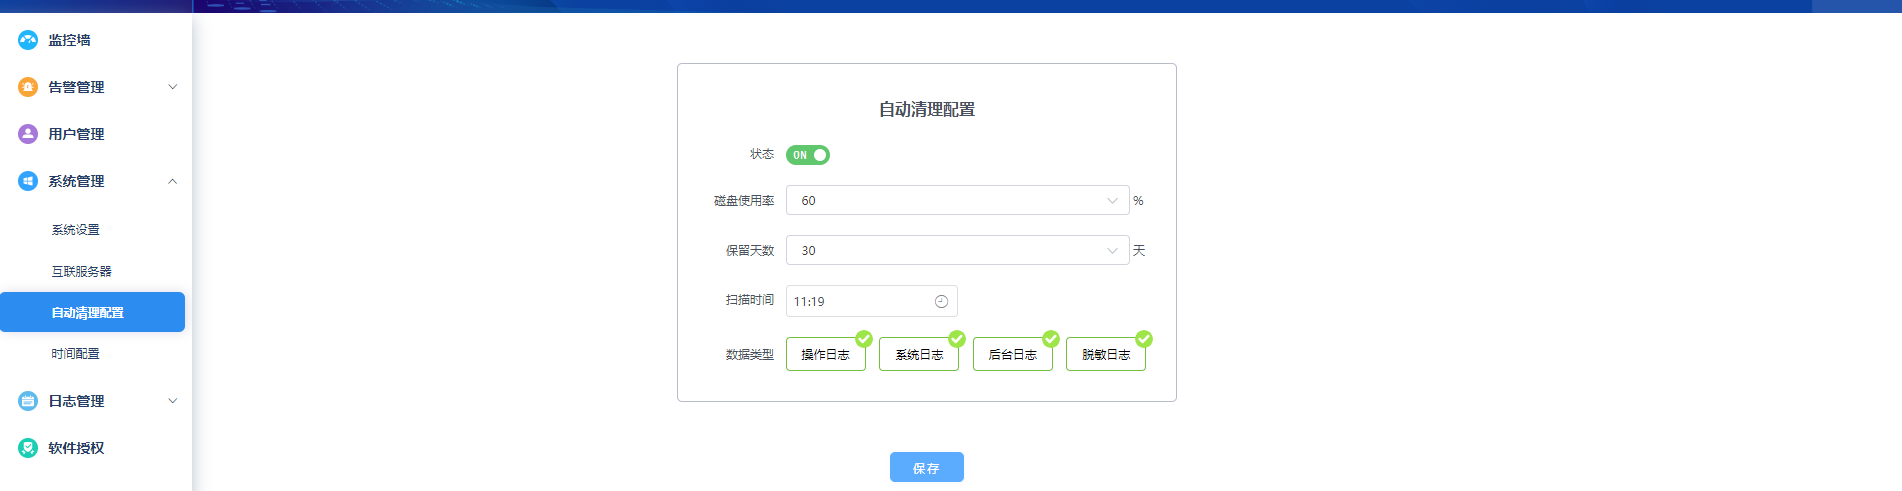 监控墙
告警管理
用户管理
系统管理
系统设置
互联服务器
自动清理配置
时间配置
日志管理
软件授权
自动清理配置
状态 ON
磁盘使用率 60 %
保留天数 30 天
扫描时间 11:19
数据类型 操作日志 系统日志 后台日志 脱敏日志
保存